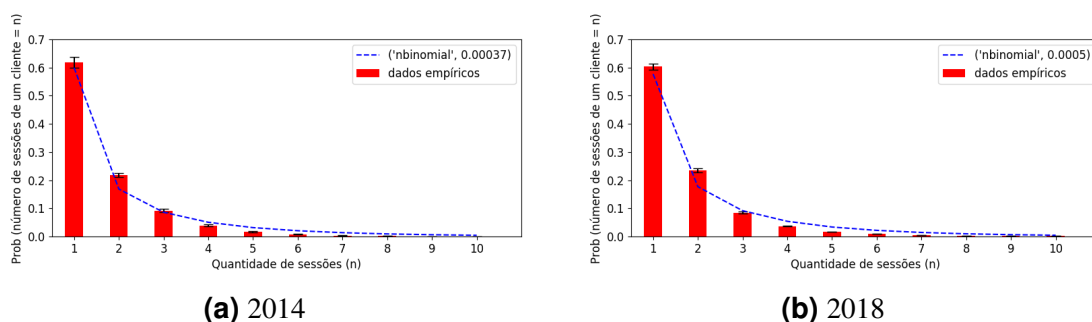 Prob (número de sessões de um cliente = n)
0.7
0.6
0.5
0.4
0.3
0.2
0.1
0.0
('nbinomial', 0.00037)
dados empíricos
1 2 3 4 5 6 7 8 9 10
Quantidade de sessões (n)
(a) 2014
Prob (número de sessões de um cliente = n)
0.7
0.6
0.5
0.4
0.3
0.2
0.1
0.0
('nbinomial', 0.0005)
dados empíricos
1 2 3 4 5 6 7 8 9 10
Quantidade de sessões (n)
(b) 2018